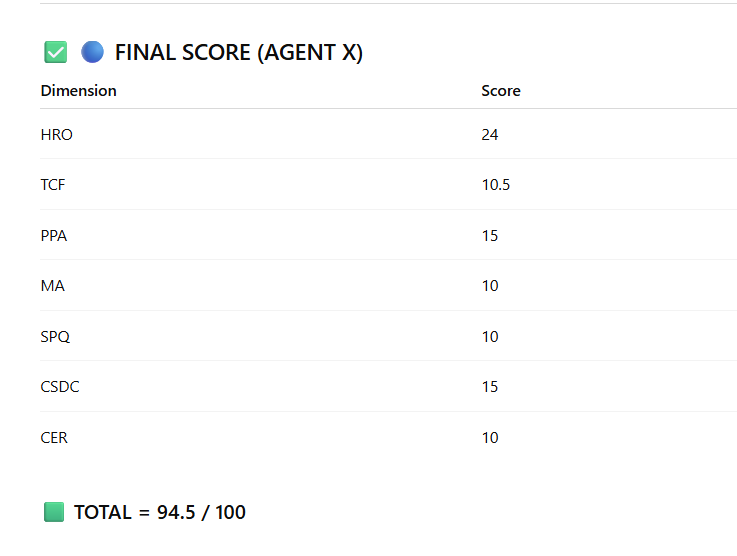 ✅ 🔵 FINAL SCORE (AGENT X)
Dimension Score
HRO 24
TCF 10.5
PPA 15
MA 10
SPQ 10
CSDC 15
CER 10
🟩 TOTAL = 94.5 / 100